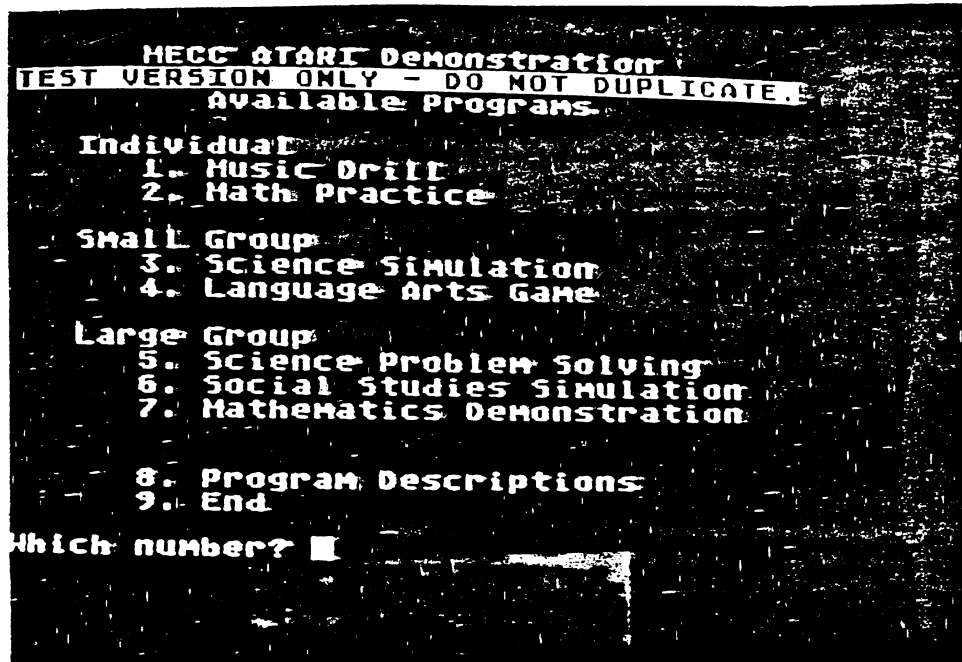 MECC ATARI Demonstration
TEST VERSION ONLY - DO NOT DUPLICATE.
Available Programs
Individual
1. Music Drill
2. Math Practice
Small Group
3. Science Simulation
4. Language Arts Game
Large Group
5. Science Problem Solving
6. Social Studies Simulation
7. Mathematics Demonstration
8. Program Descriptions
9. End
Which number?